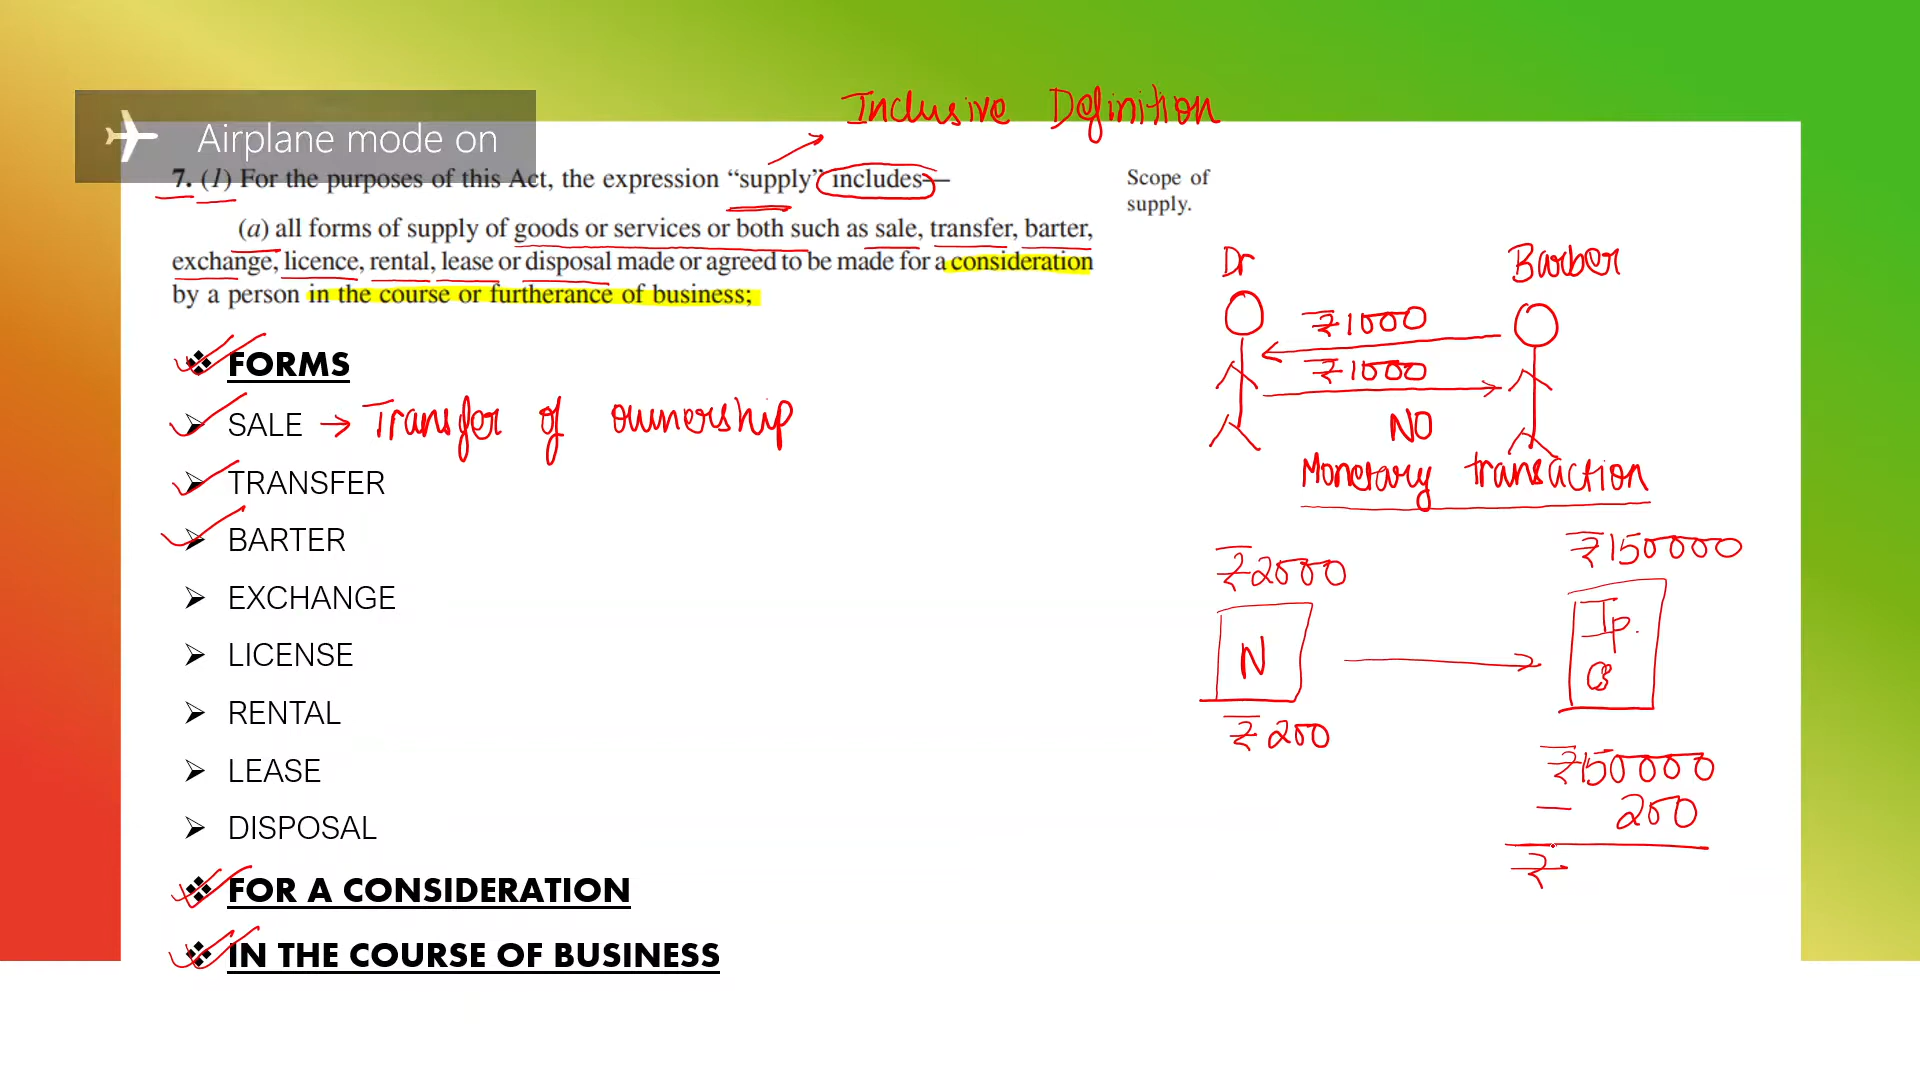 Inclusive Definition
Airplane mode on
7. (1) For the purposes of this Act, the expression “supply” includes—
Scope of
supply.
(a) all forms of supply of goods or services or both such as sale, transfer, barter,
exchange, licence, rental, lease or disposal made or agreed to be made for a consideration
by a person in the course or furtherance of business;
FORMS
SALE → Transfer of ownership
TRANSFER
BARTER
EXCHANGE
LICENSE
RENTAL
LEASE
DISPOSAL
FOR A CONSIDERATION
IN THE COURSE OF BUSINESS
Dr
Barber
₹1000
₹1000
NO
Monetary transaction
₹2000
₹150000
N
Ip.
₹200
₹150000
- 200
₹